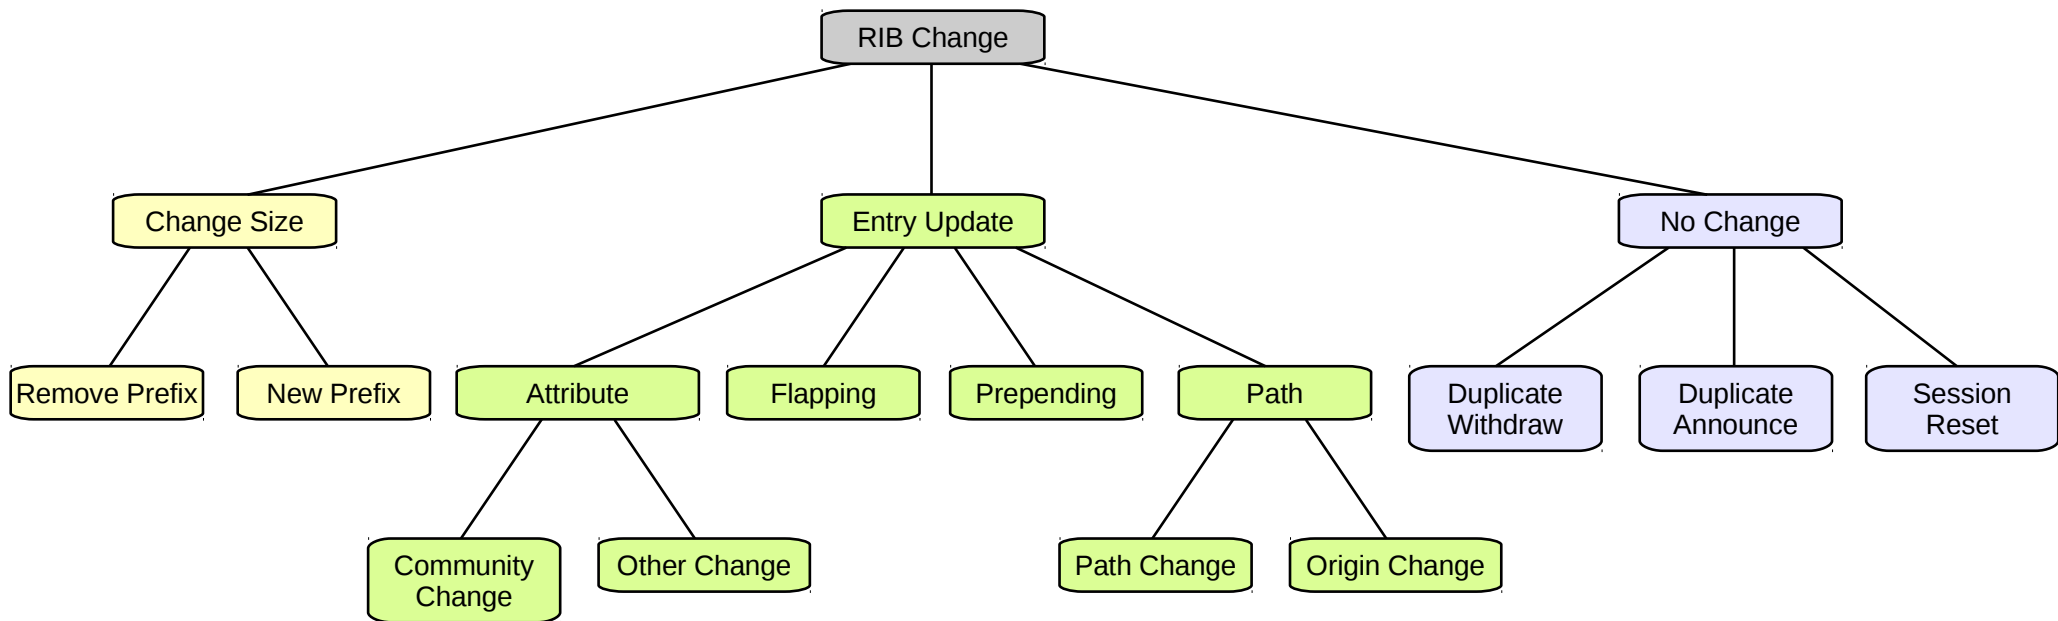 RIB Change
Change Size
Entry Update
No Change
Remove Prefix
New Prefix
Attribute
Flapping
Prepending
Path
Duplicate
Withdraw
Duplicate
Announce
Session
Reset
Community
Change
Other Change
Path Change
Origin Change